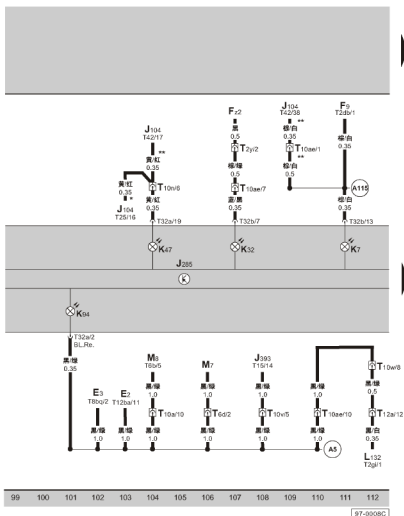 J104
T42/17
**
黄/红
0.35
黄/红
0.35
*
J104
T25/16
T10n/6
黄/红
0.35
T32a/19
Fz2
黑
0.5
T2y/2
棕/绿
0.5
T10ae/7
蓝/黑
0.35
T32b/7
J104
T42/38
**
棕/白
0.35
T10ae/1
**
棕/白
0.5
F9
T2db/1
棕/白
0.35
A115
棕/白
0.35
T32b/13
K47
K32
K7
J285
K94
T32a/2
BL.Re.
黑/绿
0.35
E3
T8bq/2
黑/绿
1.0
E2
T12ba/11
黑/绿
1.0
M8
T6b/5
黑/绿
1.0
T10a/10
黑/绿
1.0
M7
黑/绿
1.0
T6d/2
黑/绿
1.0
J393
T15/14
黑/绿
1.0
T10v/5
黑/绿
1.0
黑/绿
1.0
T10ae/10
黑/绿
1.0
A5
T10w/8
黑/绿
0.5
T12a/12
黑/白
0.35
L132
T2gi/1
99 100 101 102 103 104 105 106 107 108 109 110 111 112
97-0008C